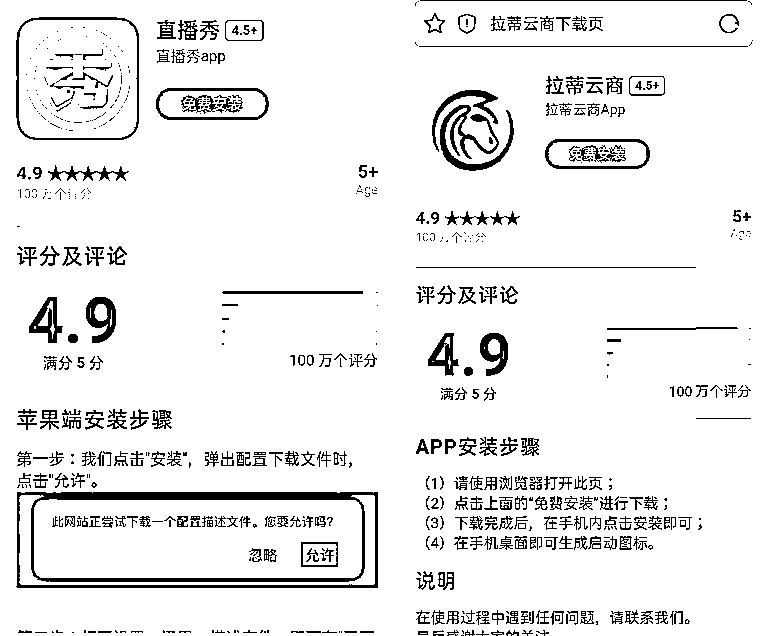 秀
直播秀 4.5+
直播秀app
免费安装
4.9 ★★★★★
5+
100 万个评分
Age
评分及评论
4.9
满分 5 分
100 万个评分
苹果端安装步骤
第一步：我们点击"安装"，弹出配置下载文件时，
点击"允许"。
此网站正尝试下载一个配置描述文件。您要允许吗？
忽略
允许
拉蒂云商下载页
拉蒂云商 4.5+
拉蒂云商App
免费安装
4.9 ★★★★★
5+
100 万个评分
Age
评分及评论
4.9
满分 5 分
100 万个评分
APP安装步骤
（1）请使用浏览器打开此页；
（2）点击上面的“免费安装”进行下载；
（3）下载完成后，在手机内点击安装即可；
（4）在手机桌面即可生成启动图标。
说明
在使用过程中遇到任何问题，请联系我们。